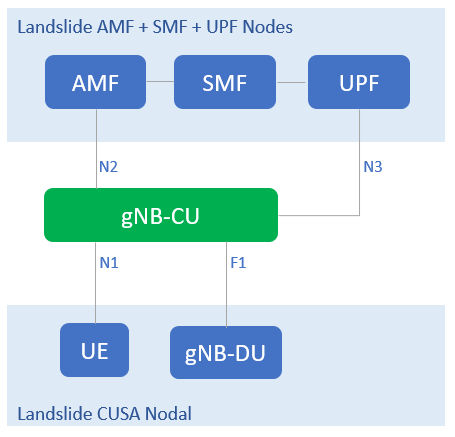 Landslide AMF + SMF + UPF Nodes
AMF
SMF
UPF
N2
N3
gNB-CU
N1
F1
UE
gNB-DU
Landslide CUSA Nodal